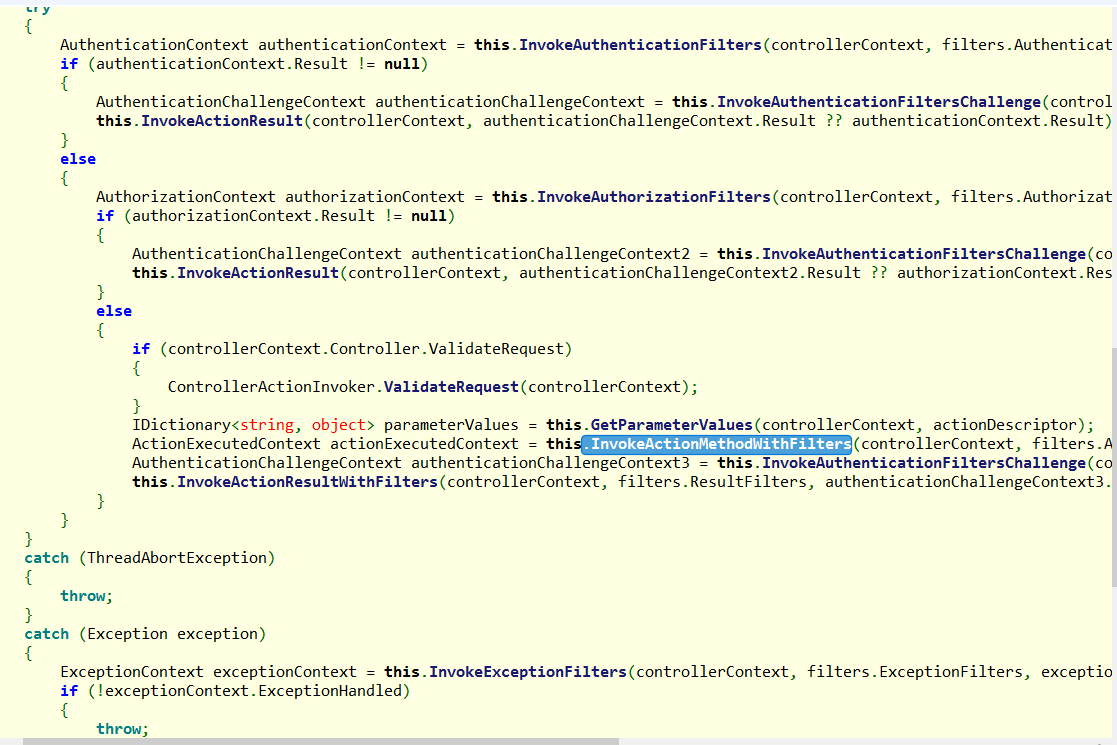 try
{
AuthenticationContext authenticationContext = this.InvokeAuthenticationFilters(controllerContext, filters.Authenticat
if (authenticationContext.Result != null)
{
AuthenticationChallengeContext authenticationChallengeContext = this.InvokeAuthenticationFiltersChallenge(control
this.InvokeActionResult(controllerContext, authenticationChallengeContext.Result ?? authenticationContext.Result)
}
else
{
AuthorizationContext authorizationContext = this.InvokeAuthorizationFilters(controllerContext, filters.Authorizat
if (authorizationContext.Result != null)
{
AuthenticationChallengeContext authenticationChallengeContext2 = this.InvokeAuthenticationFiltersChallenge(co
this.InvokeActionResult(controllerContext, authenticationChallengeContext2.Result ?? authorizationContext.Res
}
else
{
if (controllerContext.Controller.ValidateRequest)
{
ControllerActionInvoker.ValidateRequest(controllerContext);
}
IDictionary<string, object> parameterValues = this.GetParameterValues(controllerContext, actionDescriptor);
ActionExecutedContext actionExecutedContext = this.InvokeActionMethodWithFilters(controllerContext, filters.A
AuthenticationChallengeContext authenticationChallengeContext3 = this.InvokeAuthenticationFiltersChallenge(co
this.InvokeActionResultWithFilters(controllerContext, filters.ResultFilters, authenticationChallengeContext3.
}
}
}
catch (ThreadAbortException)
{
throw;
}
catch (Exception exception)
{
ExceptionContext exceptionContext = this.InvokeExceptionFilters(controllerContext, filters.ExceptionFilters, exceptio
if (!exceptionContext.ExceptionHandled)
{
throw;